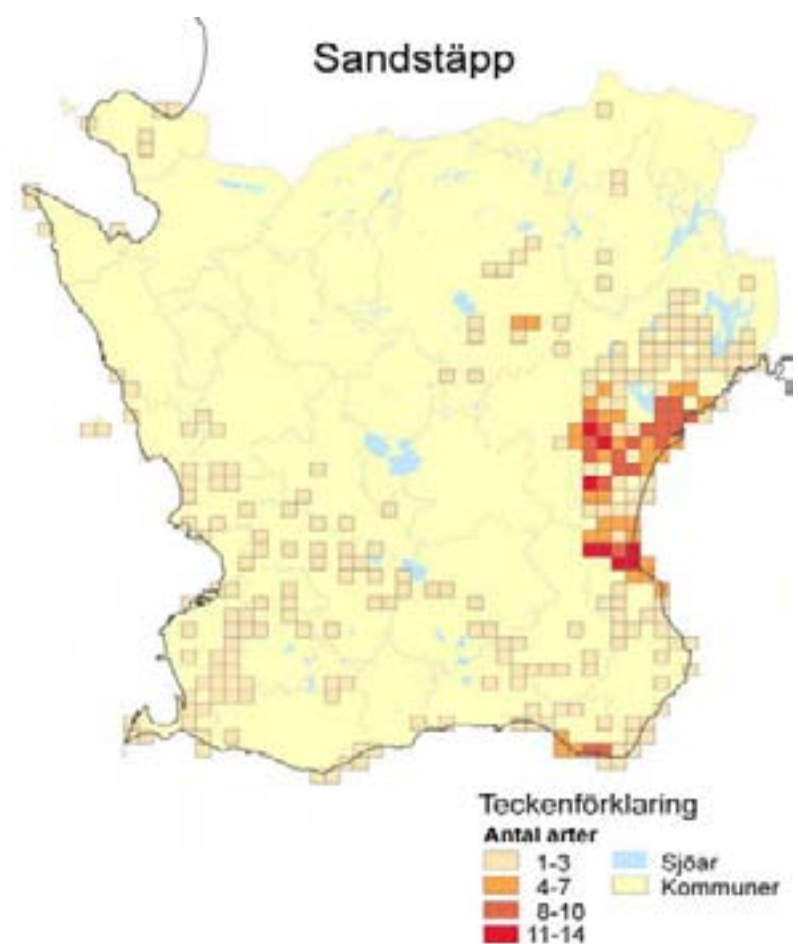 Sandstäpp
Teckenförklaring
Antal arter
1-3 Sjöar
4-7 Kommuner
8-10
11-14